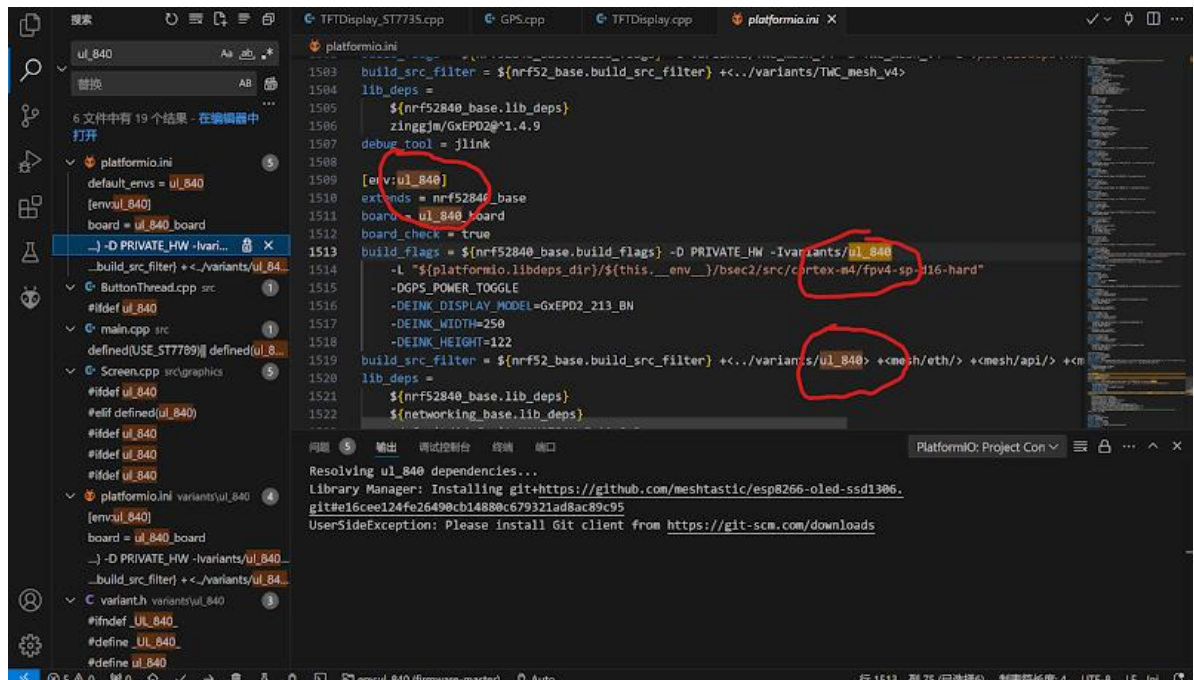 搜索
TFTDisplay_ST7735.cpp
GPS.cpp
TFTDisplay.cpp
platformio.ini
ul_840
Aa ab
替换
AB
6 文件中有 19 个结果 - 在编辑器中
打开
platformio.ini 5
default_envs = ul_840
[env:ul_840]
board = ul_840_board
...) -D PRIVATE_HW -Ivari...
...build_src_filter} +<../variants/ul_84...
ButtonThread.cpp src 1
#ifdef ul_840
main.cpp src 1
defined(USE_ST7789)|| defined(ul_8...
Screen.cpp src\graphics 5
#ifdef ul_840
#elif defined(ul_840)
#ifdef ul_840
#ifdef ul_840
#ifdef ul_840
platformio.ini variants\ul_840 4
[env:ul_840]
board = ul_840_board
...) -D PRIVATE_HW -Ivariants/ul_840...
...build_src_filter} +<../variants/ul_84...
variant.h variants\ul_840 3
#ifndef _UL_840_
#define _UL_840_
#define ul_840
platformio.ini
1503 build_src_filter = ${nrf52_base.build_src_filter} +<../variants/TWC_mesh_v4>
1504 lib_deps =
1505 ${nrf52840_base.lib_deps}
1506 zinggjm/GxEPD2@^1.4.9
1507 debug_tool = jlink
1508
1509 [env:ul_840]
1510 extends = nrf52840_base
1511 board = ul_840_board
1512 board_check = true
1513 build_flags = ${nrf52840_base.build_flags} -D PRIVATE_HW -Ivariants/ul_840
1514 -L "${platformio.libdeps_dir}/${this.__env__}/bsec2/src/cortex-m4/fpv4-sp-d16-hard"
1515 -DGPS_POWER_TOGGLE
1516 -DEINK_DISPLAY_MODEL=GxEPD2_213_BN
1517 -DEINK_WIDTH=250
1518 -DEINK_HEIGHT=122
1519 build_src_filter = ${nrf52_base.build_src_filter} +<../variants/ul_840> +<mesh/eth/> +<mesh/api/> +<m
1520 lib_deps =
1521 ${nrf52840_base.lib_deps}
1522 ${networking_base.lib_deps}
问题 5 输出 调试控制台 终端 端口
PlatformIO: Project Con
Resolving ul_840 dependencies...
Library Manager: Installing git+https://github.com/meshtastic/esp8266-oled-ssd1306.
git#e16cee124fe26490cb14880c679321ad8ac89c95
UserSideException: Please install Git client from https://git-scm.com/downloads